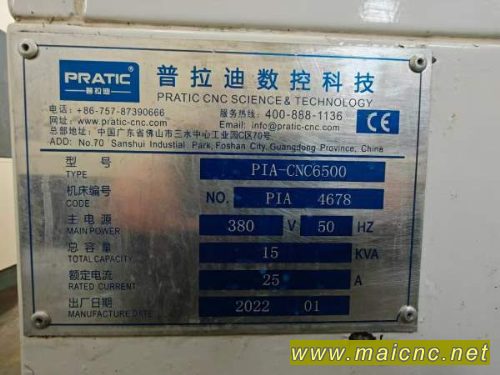 PRATIC
普拉迪
普拉迪数控科技
PRATIC CNC SCIENCE & TECHNOLOGY
电话: +86-757-87390666 服务热线: 400-888-1136
网址: www.pratic-cnc.com Email: info@pratic-cnc.com
总部地址: 中国广东省佛山市三水中心工业园C区70号
ADD: No.70 Sanshui Industial Park, Foshan City, Guangdong Province, China
CE
型号 PIA-CNC6500
TYPE
机床编号 NO. PIA 4678
CODE
主电源 380 V 50 HZ
MAIN POWER
总容量 15 KVA
TOTAL CAPACITY
额定电流 25 A
RATED CURRENT
出厂日期 2022 01
MANUFACTURE DATE
www.maicnc.net